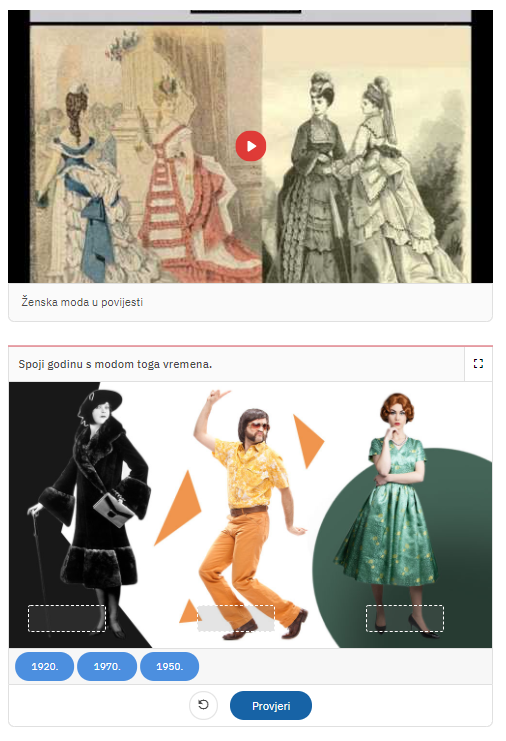 Ženska moda u povijesti
Spoji godinu s modom toga vremena.
1920. 1970. 1950.
Provjeri